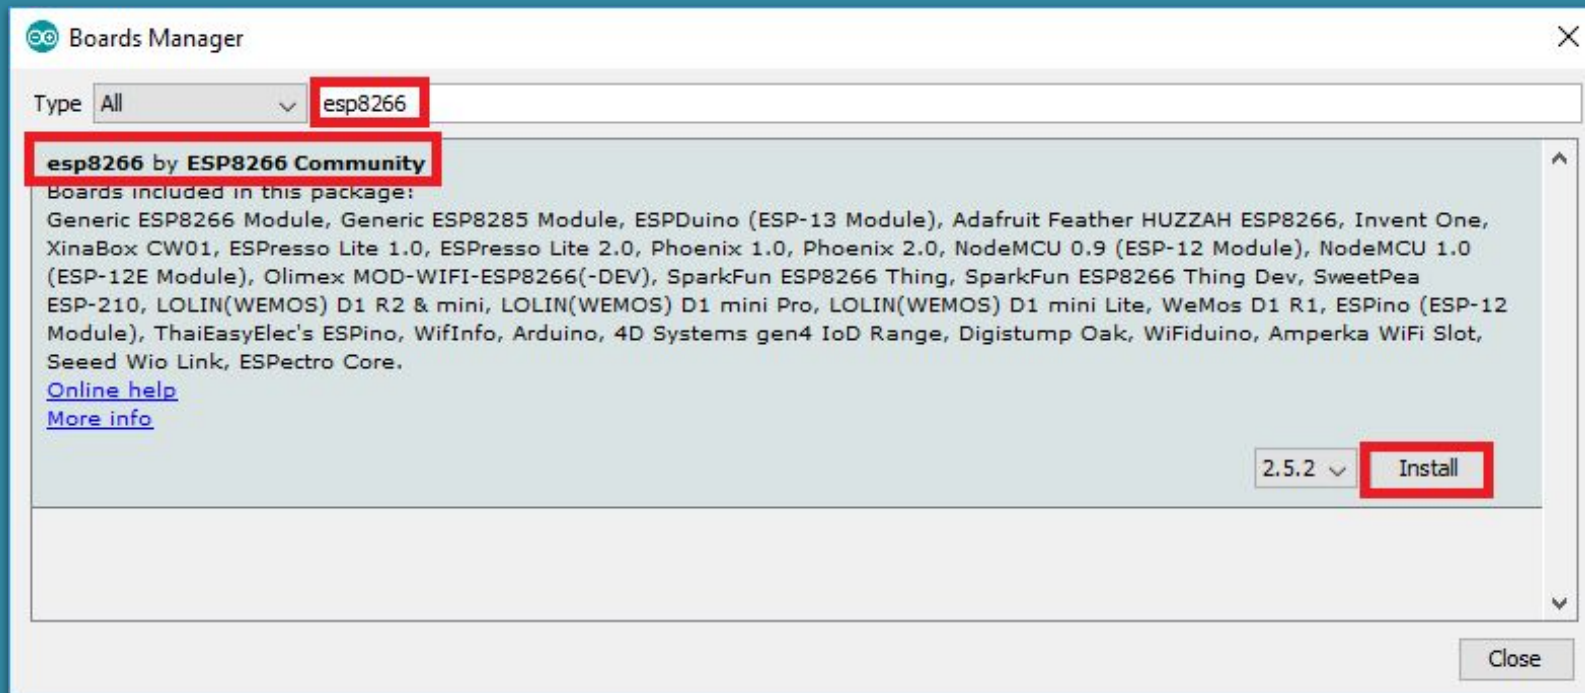 Boards Manager
Type All esp8266
esp8266 by ESP8266 Community
Boards included in this package:
Generic ESP8266 Module, Generic ESP8285 Module, ESPDuino (ESP-13 Module), Adafruit Feather HUZZAH ESP8266, Invent One,
XinaBox CW01, ESPresso Lite 1.0, ESPresso Lite 2.0, Phoenix 1.0, Phoenix 2.0, NodeMCU 0.9 (ESP-12 Module), NodeMCU 1.0
(ESP-12E Module), Olimex MOD-WIFI-ESP8266(-DEV), SparkFun ESP8266 Thing, SparkFun ESP8266 Thing Dev, SweetPea
ESP-210, LOLIN(WEMOS) D1 R2 & mini, LOLIN(WEMOS) D1 mini Pro, LOLIN(WEMOS) D1 mini Lite, WeMos D1 R1, ESPino (ESP-12
Module), ThaiEasyElec's ESPino, WifInfo, Arduino, 4D Systems gen4 IoD Range, Digistump Oak, WiFiduino, Amperka WiFi Slot,
Seeed Wio Link, ESPectro Core.
Online help
More info
2.5.2 Install
Close